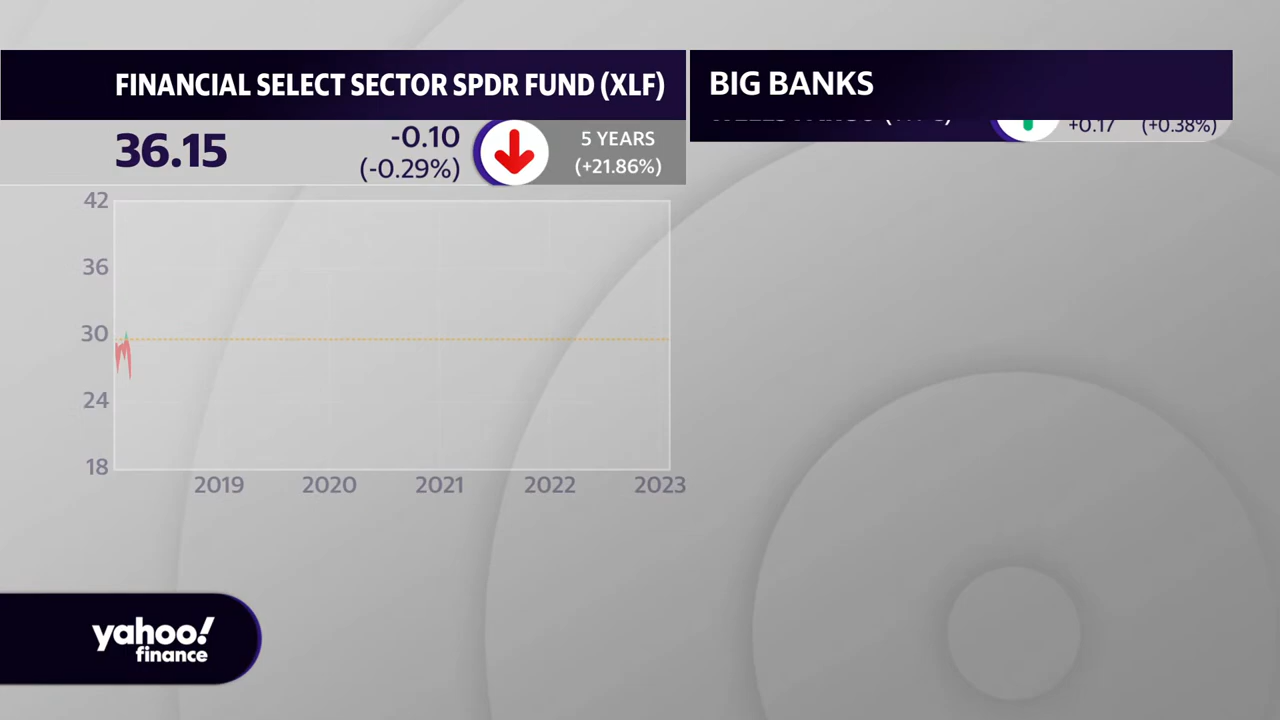 FINANCIAL SELECT SECTOR SPDR FUND (XLF)
36.15
-0.10
(-0.29%)
5 YEARS
(+21.86%)
42
36
30
24
18
2019 2020 2021 2022 2023
BIG BANKS
+0.17 (+0.38%)
yahoo!
finance